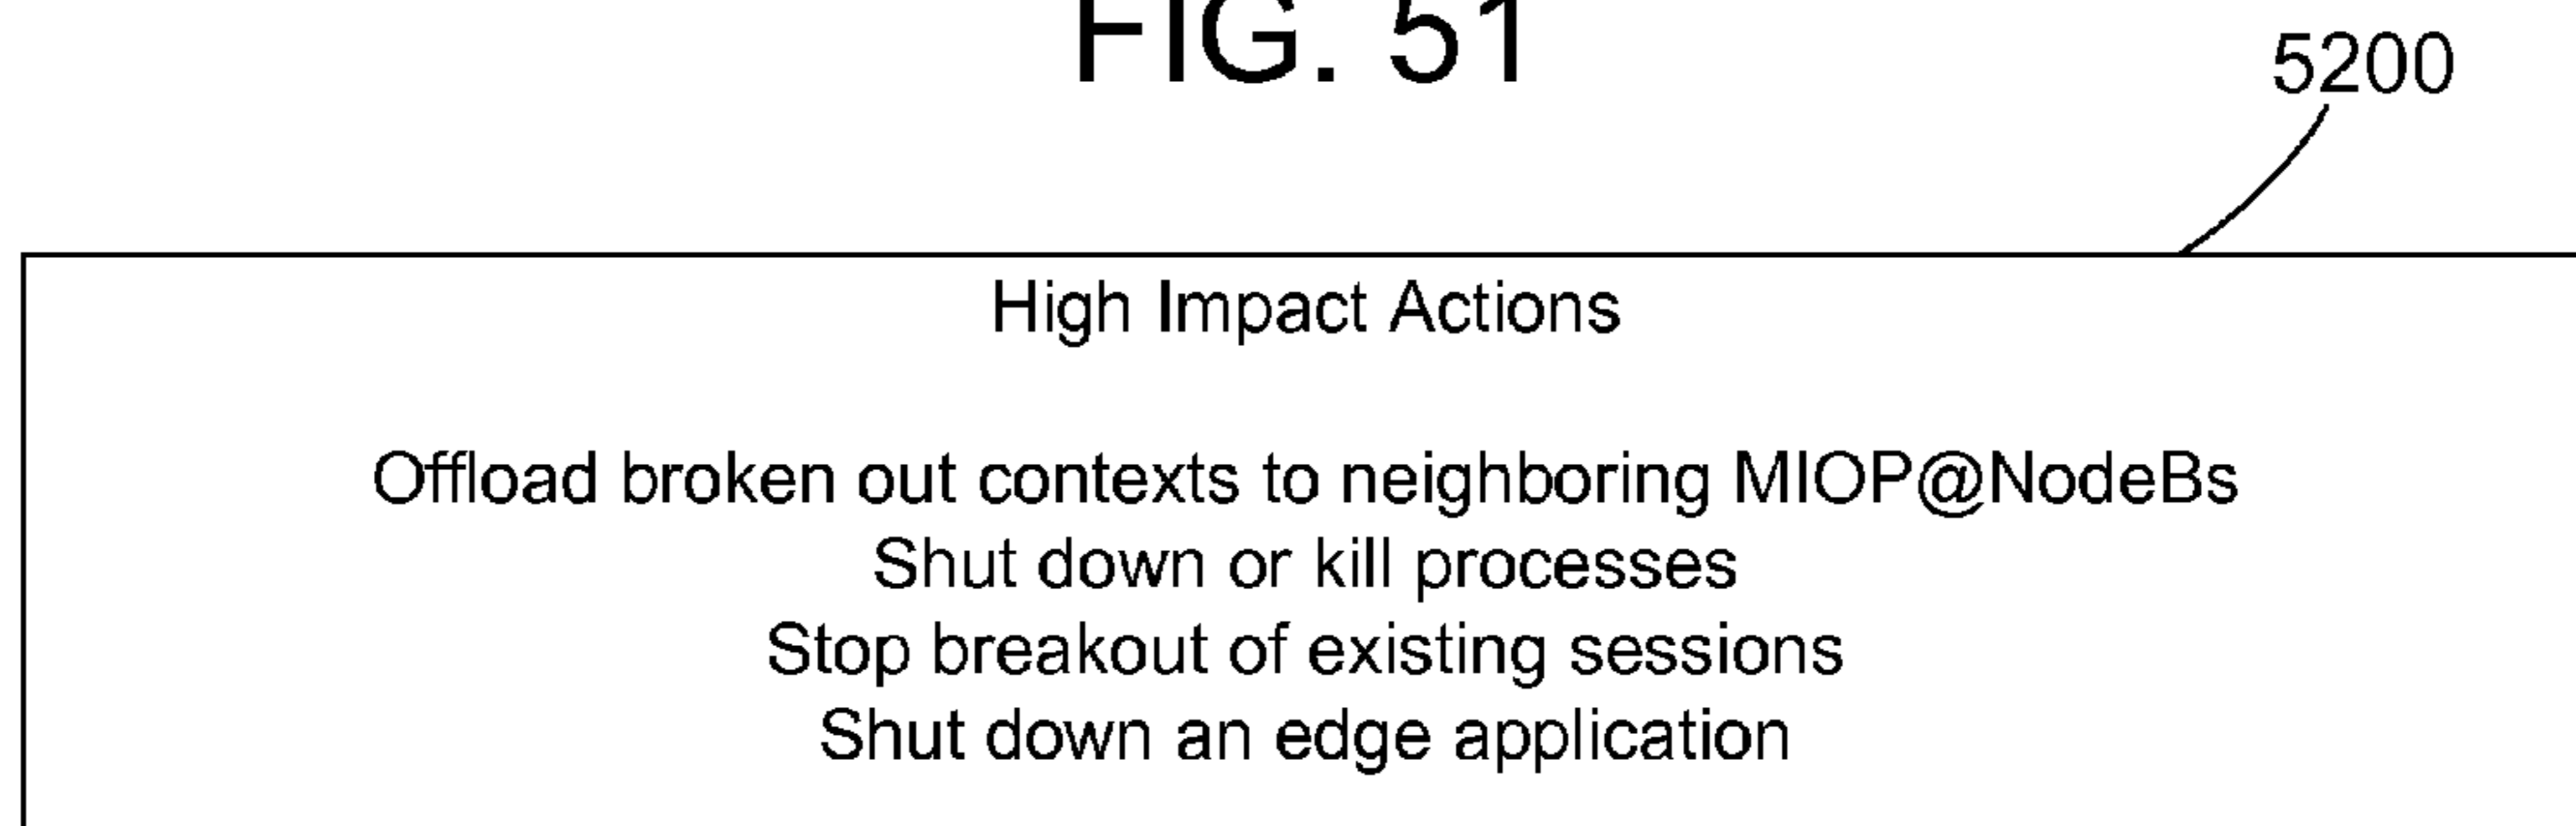 FIG. 51
5200
High Impact Actions
Offload broken out contexts to neighboring MIOP@NodeBs
Shut down or kill processes
Stop breakout of existing sessions
Shut down an edge application